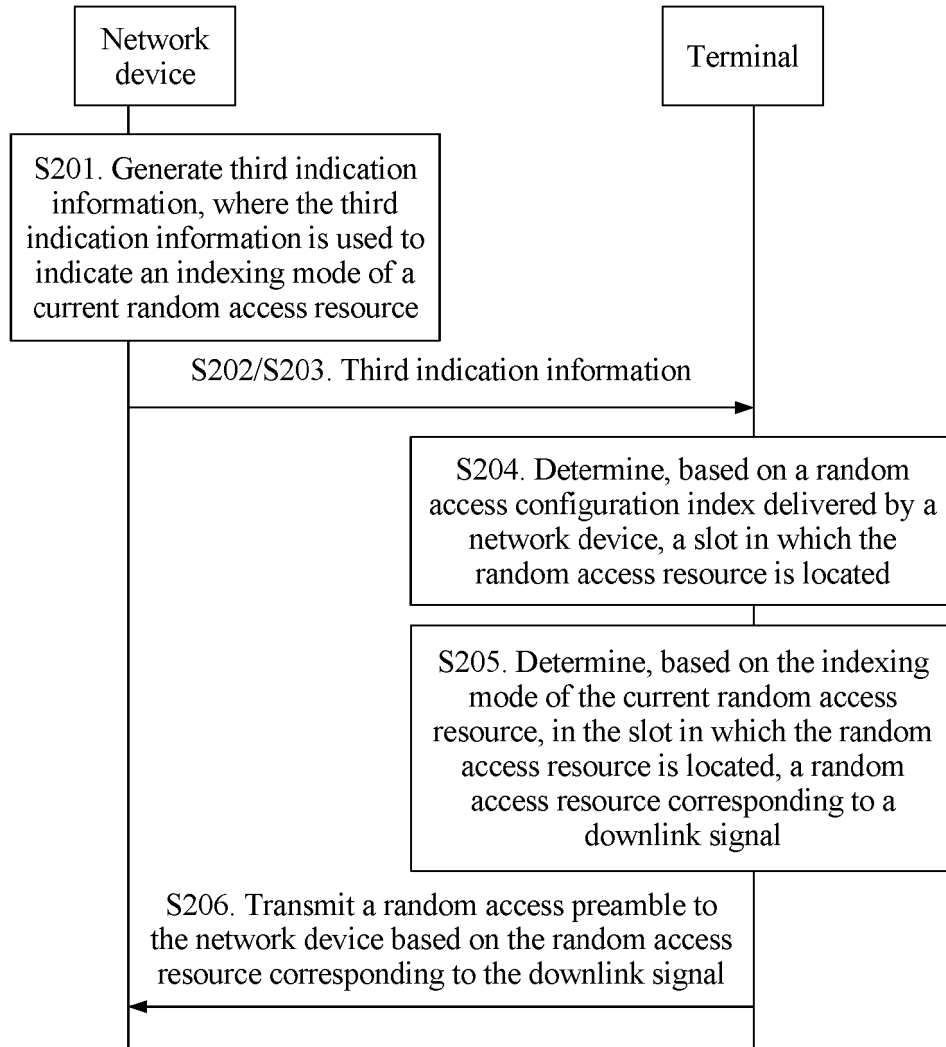 Network
device
Terminal
S201. Generate third indication
information, where the third
indication information is used to
indicate an indexing mode of a
current random access resource
S202/S203. Third indication information
S204. Determine, based on a random
access configuration index delivered by a
network device, a slot in which the
random access resource is located
S205. Determine, based on the indexing
mode of the current random access
resource, in the slot in which the random
access resource is located, a random
access resource corresponding to a
downlink signal
S206. Transmit a random access preamble to
the network device based on the random access
resource corresponding to the downlink signal